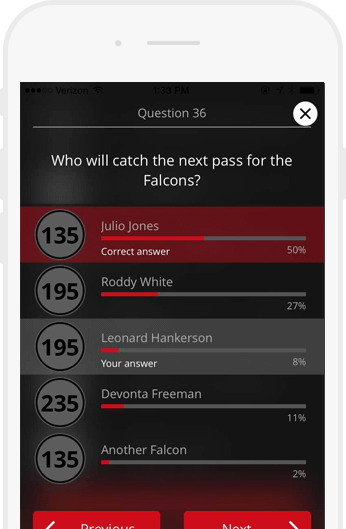 Verizon 1:33 PM
Question 36
Who will catch the next pass for the
Falcons?
135 Julio Jones
Correct answer 50%
195 Roddy White
27%
195 Leonard Hankerson
Your answer 8%
235 Devonta Freeman
11%
135 Another Falcon
2%
Previous Next